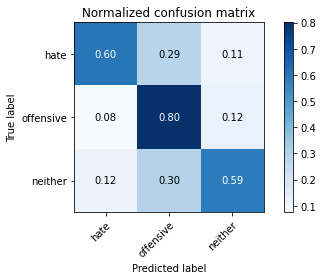 Normalized confusion matrix
True label
hate
0.60 0.29 0.11
offensive
0.08 0.80 0.12
neither
0.12 0.30 0.59
hate
offensive
neither
Predicted label
0.8
0.7
0.6
0.5
0.4
0.3
0.2
0.1